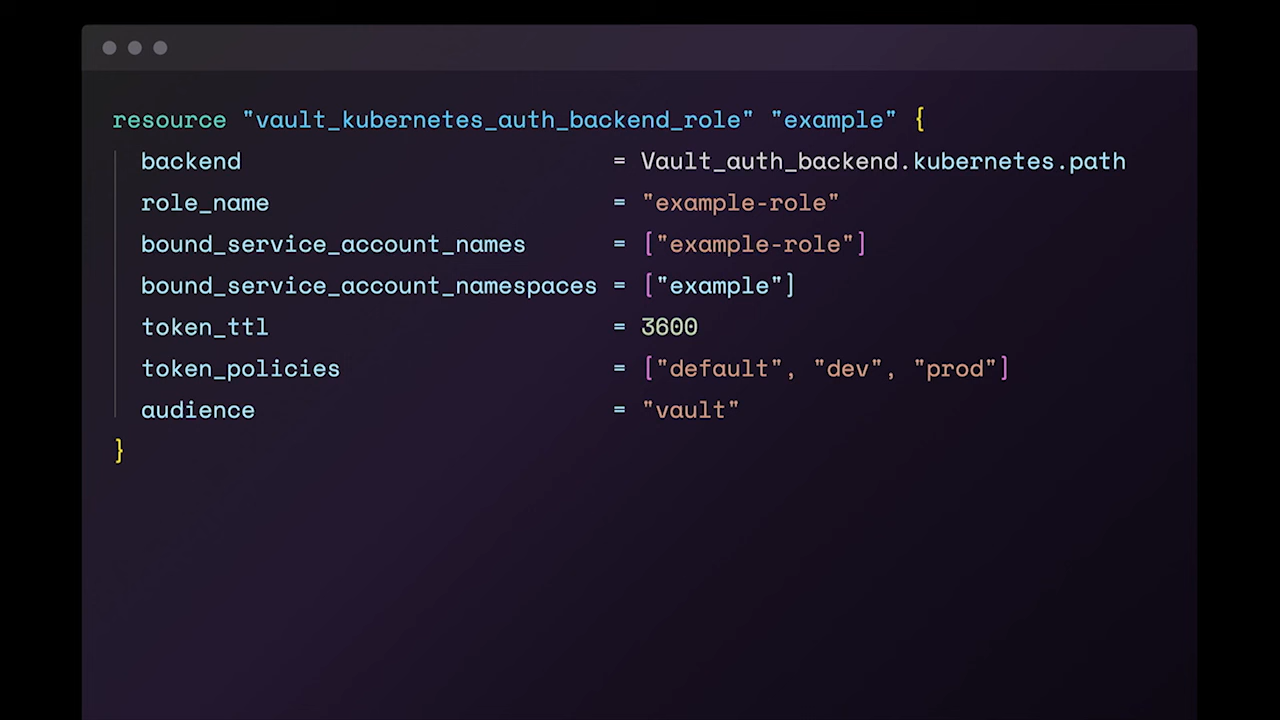 resource "vault_kubernetes_auth_backend_role" "example" {
backend = Vault_auth_backend.kubernetes.path
role_name = "example-role"
bound_service_account_names = ["example-role"]
bound_service_account_namespaces = ["example"]
token_ttl = 3600
token_policies = ["default", "dev", "prod"]
audience = "vault"
}